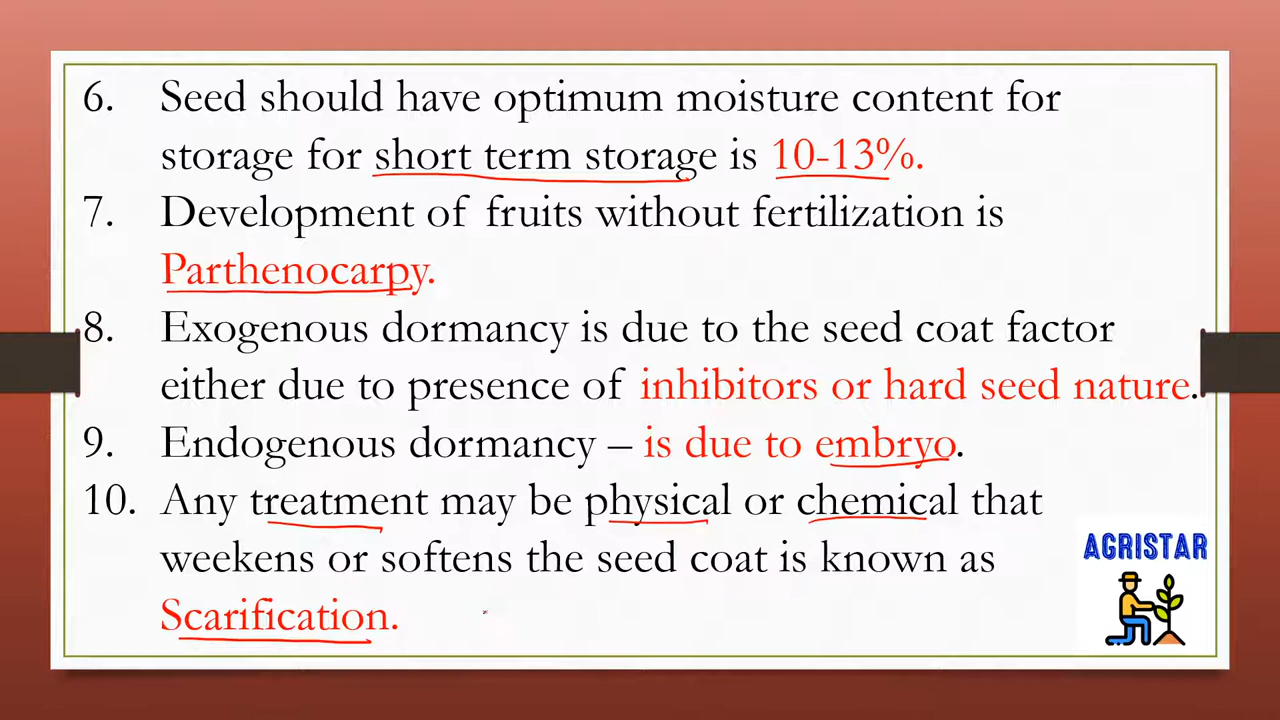 6. Seed should have optimum moisture content for
storage for short term storage is 10-13%.
7. Development of fruits without fertilization is
Parthenocarpy.
8. Exogenous dormancy is due to the seed coat factor
either due to presence of inhibitors or hard seed nature.
9. Endogenous dormancy – is due to embryo.
10. Any treatment may be physical or chemical that
weekens or softens the seed coat is known as
Scarification.
AGRISTAR